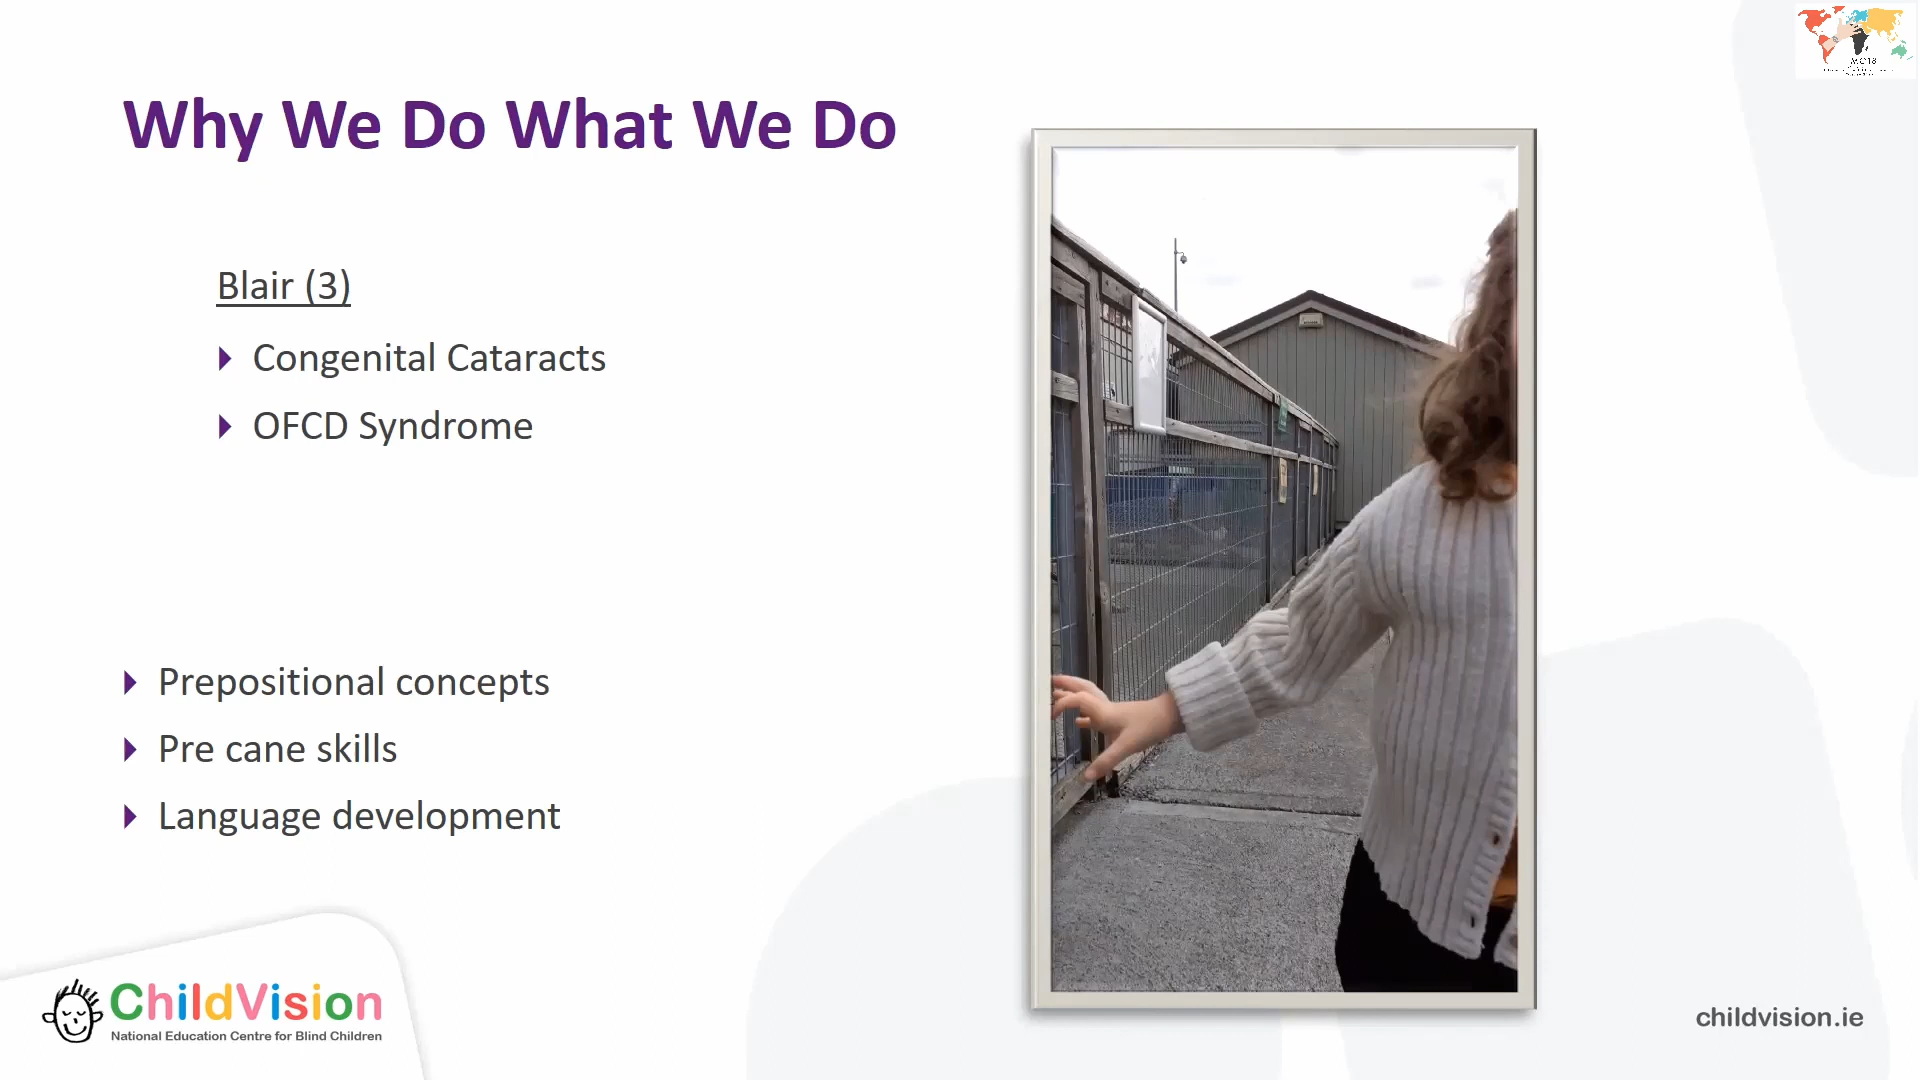 Why We Do What We Do
Blair (3)
Congenital Cataracts
OFCD Syndrome
Prepositional concepts
Pre cane skills
Language development
ChildVision
National Education Centre for Blind Children
childvision.ie